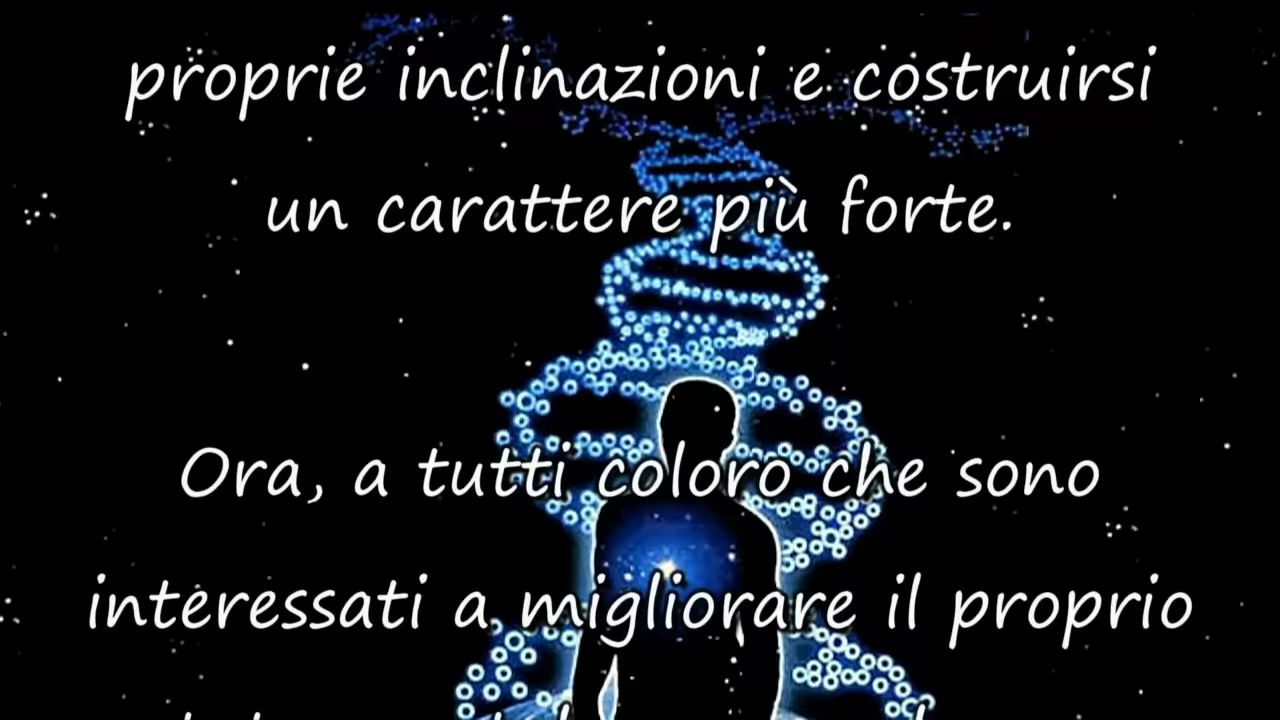 proprie inclinazioni e costruirsi
un carattere più forte.
Ora, a tutti coloro che sono
interessati a migliorare il proprio